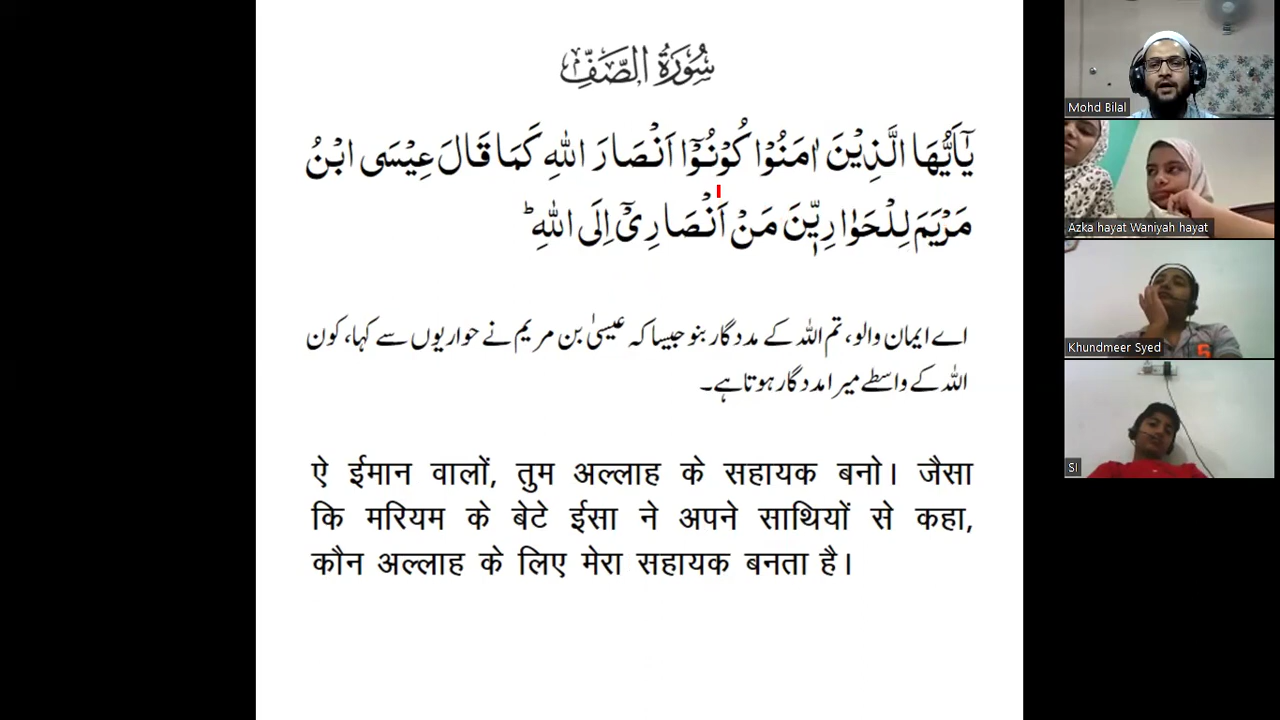 سُوْرَةُ الصَّفِّ
يٰۤاَيُّهَا الَّذِيْنَ اٰمَنُوْا كُوْنُوْۤا اَنْصَارَ اللّٰهِ كَمَا قَالَ عِيْسَى ابْنُ
مَرْيَمَ لِلْحَوَارِيّٖنَ مَنْ اَنْصَارِىْۤ اِلَى اللّٰهِ ؕ
اے ایمان والو، تم اللہ کے مددگار بنو جیسا کہ عیسیٰ بن مریم نے حواریوں سے کہا، کون
اللہ کے واسطے میرا مددگار ہوتا ہے۔
ऐ ईमान वालों, तुम अल्लाह के सहायक बनो। जैसा
कि मरियम के बेटे ईसा ने अपने साथियों से कहा,
कौन अल्लाह के लिए मेरा सहायक बनता है।
Mohd Bilal
Azka hayat Waniyah hayat
Khundmeer Syed
SI